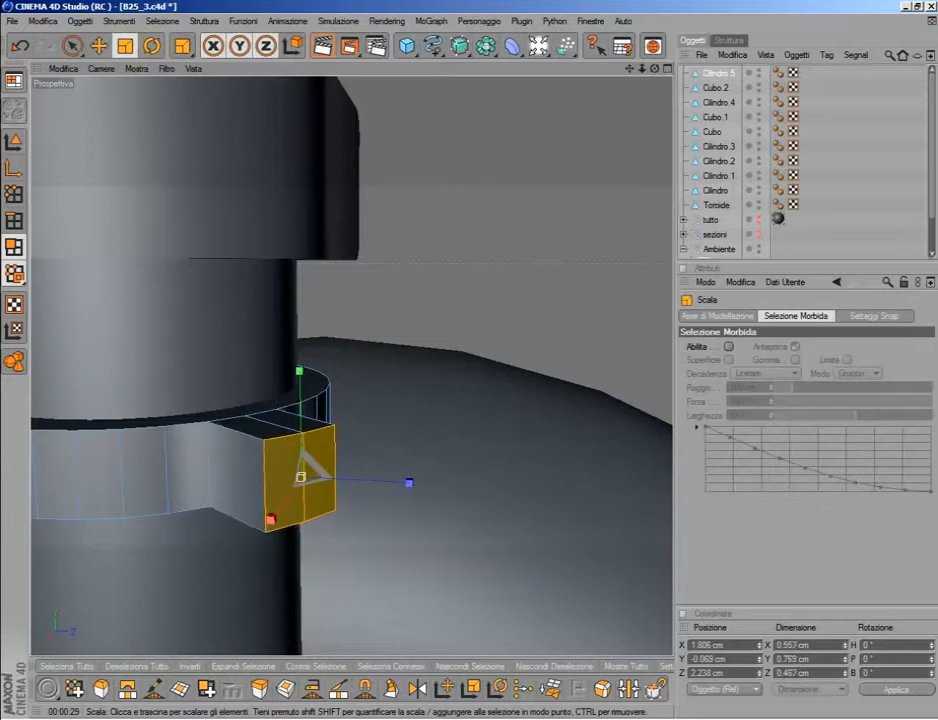 CINEMA 4D Studio (RC) - [B25_3.c4d *]
File Modifica Oggetti Strumenti Selezione Struttura Funzioni Animazione Simulazione Rendering MoGraph Personaggio Plugin Python Finestre Aiuto
Oggetti Struttura
File Modifica Vista Oggetti Tag Segnal
Modifica Camere Mostra Filtro Vista
Prospettiva
Cilindro.5
Cubo.2
Cilindro.4
Cubo.1
Cubo
Cilindro.3
Cilindro.2
Cilindro.1
Cilindro
Toroide
tutto
sezioni
Ambiente
Attributi
Modo Modifica Dati Utente
Scala
Asse di Modellazione Selezione Morbida Settaggi Snap
Selezione Morbida
Abilita . . . Anteprima
Superficie Gomma. . . Limita
Decadenza Lineare Modo Gruppo
Raggio
Forza
Larghezza
Coordinate
Posizione Dimensione Rotazione
X 1.806 cm X 0.557 cm H 0 °
Y -0.069 cm Y 0.759 cm P 0 °
Z 2.238 cm Z 0.467 cm B 0 °
Oggetto (Rel) Dimensione Applica
Seleziona Tutto Deseleziona Tutto Inverti Espandi Selezione Contrai Selezione Seleziona Connessi Nascondi Selezione Nascondi Deselezione Mostra Tutto Set
MAXON CINEMA 4D
00:00:29 Scala: Clicca e trascina per scalare gli elementi. Tieni premuto SHIFT per quantificare la scala / aggiungere alla selezione in modo punto, CTRL per rimuovere.
Y
Z